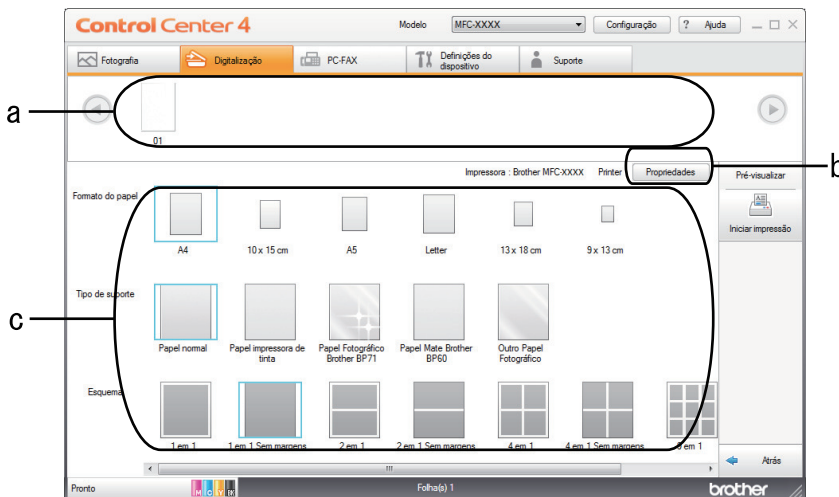 Control Center 4
Modelo MFC-XXXX Configuração ? Ajuda
Fotografia Digitalização PC-FAX Definições do dispositivo Suporte
a
01
b
Impressora : Brother MFC-XXXX Printer Propriedades Pré-visualizar
Iniciar impressão
Formato do papel
A4 10 x 15 cm A5 Letter 13 x 18 cm 9 x 13 cm
c
Tipo de suporte
Papel normal Papel impressora de tinta Papel Fotográfico Brother BP71 Papel Mate Brother BP60 Outro Papel Fotográfico
Esquema
1 em 1 1 em 1 Sem margens 2 em 1 2 em 1 Sem margens 4 em 1 4 em 1 Sem margens 9 em 1
Atrás
Pronto M C Y BK Folha(s) 1 brother